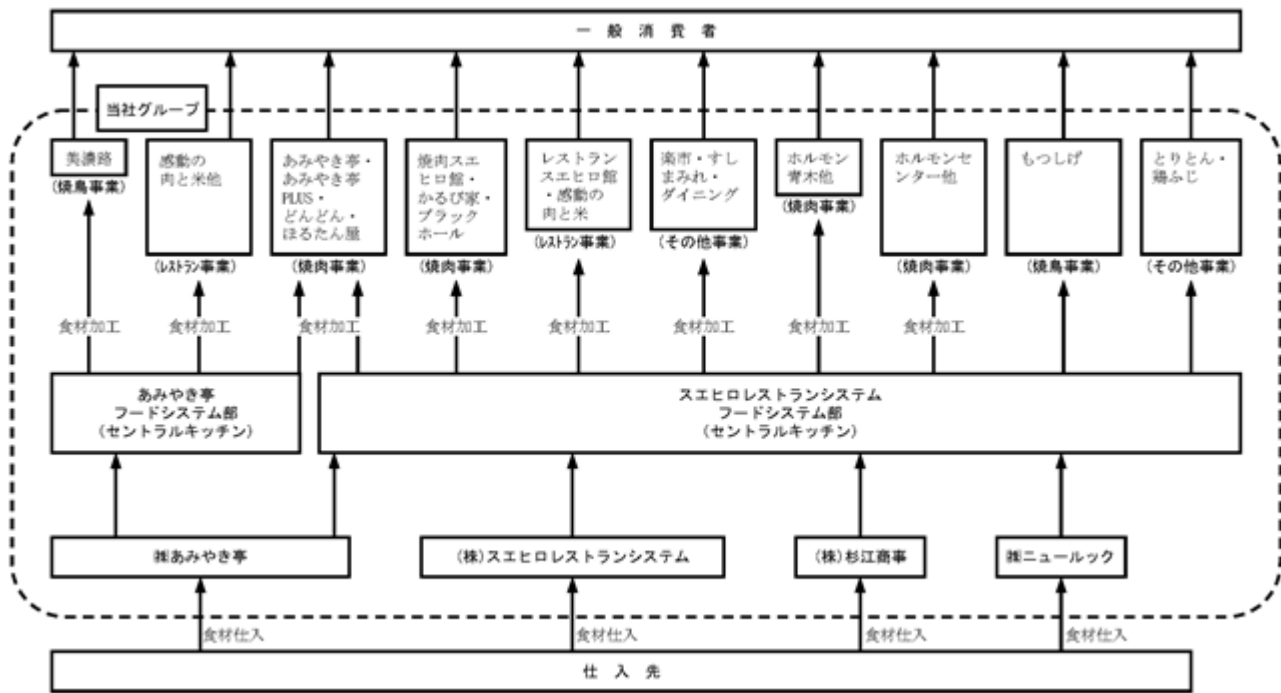 一般消費者
当社グループ
美濃路
(焼鳥事業)
感動の
肉と米他
(レストラン事業)
あみやき亭・
あみやき亭
PLUS・
どんどん・
ほるたん屋
(焼肉事業)
焼肉スエ
ヒロ館・
かるび家・
ブラック
ホール
(焼肉事業)
レストラン
スエヒロ館
・感動の
肉と米
(レストラン事業)
楽市・すし
まみれ・
ダイニング
(その他事業)
ホルモン
青木他
(焼肉事業)
ホルモンセ
ンター他
(焼肉事業)
もつしげ
(焼鳥事業)
とりとん・
鶏ふじ
(その他事業)
食材加工
食材加工
食材加工
食材加工
食材加工
食材加工
食材加工
食材加工
あみやき亭
フードシステム部
(セントラルキッチン)
スエヒロレストランシステム
フードシステム部
(セントラルキッチン)
㈱あみやき亭
(株)スエヒロレストランシステム
(株)杉江商事
㈱ニュールック
食材仕入
食材仕入
食材仕入
食材仕入
仕入先